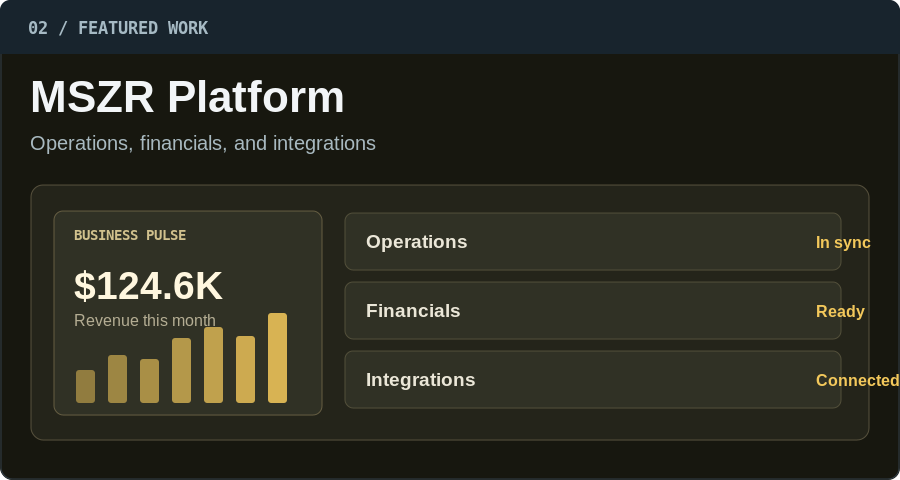 02 / FEATURED WORK
MSZR Platform
Operations, financials, and integrations
BUSINESS PULSE
$124.6K
Revenue this month
Operations In sync
Financials Ready
Integrations Connected